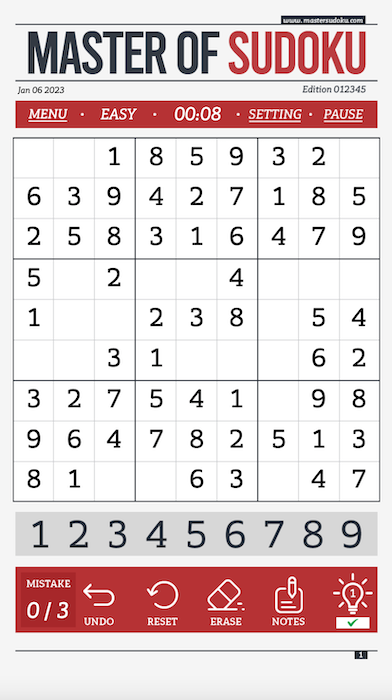 www.mastersudoku.com
MASTER OF SUDOKU
Jan 06 2023 Edition 012345
MENU · EASY · 00:08 · SETTING · PAUSE
1 8 5 9 3 2
6 3 9 4 2 7 1 8 5
2 5 8 3 1 6 4 7 9
5 2 4
1 2 3 8 5 4
3 1 6 2
3 2 7 5 4 1 9 8
9 6 4 7 8 2 5 1 3
8 1 6 3 4 7
1 2 3 4 5 6 7 8 9
MISTAKE
0 / 3
1
UNDO RESET ERASE NOTES
1